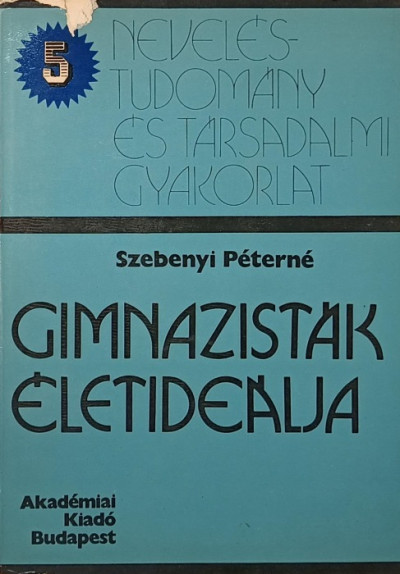 5
NEVELÉS-
TUDOMÁNY
ÉS TÁRSADALMI
GYAKORLAT
Szebenyi Péterné
GIMNAZISTÁK
ÉLETIDEÁLJA
Akadémiai
Kiadó
Budapest